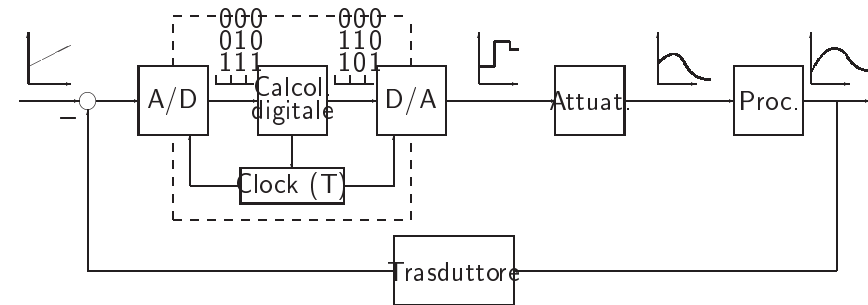 000
010
111
000
110
101
−
A/D
Calcol.
digitale
D/A
Attuat.
Proc.
Clock (T)
Trasduttore